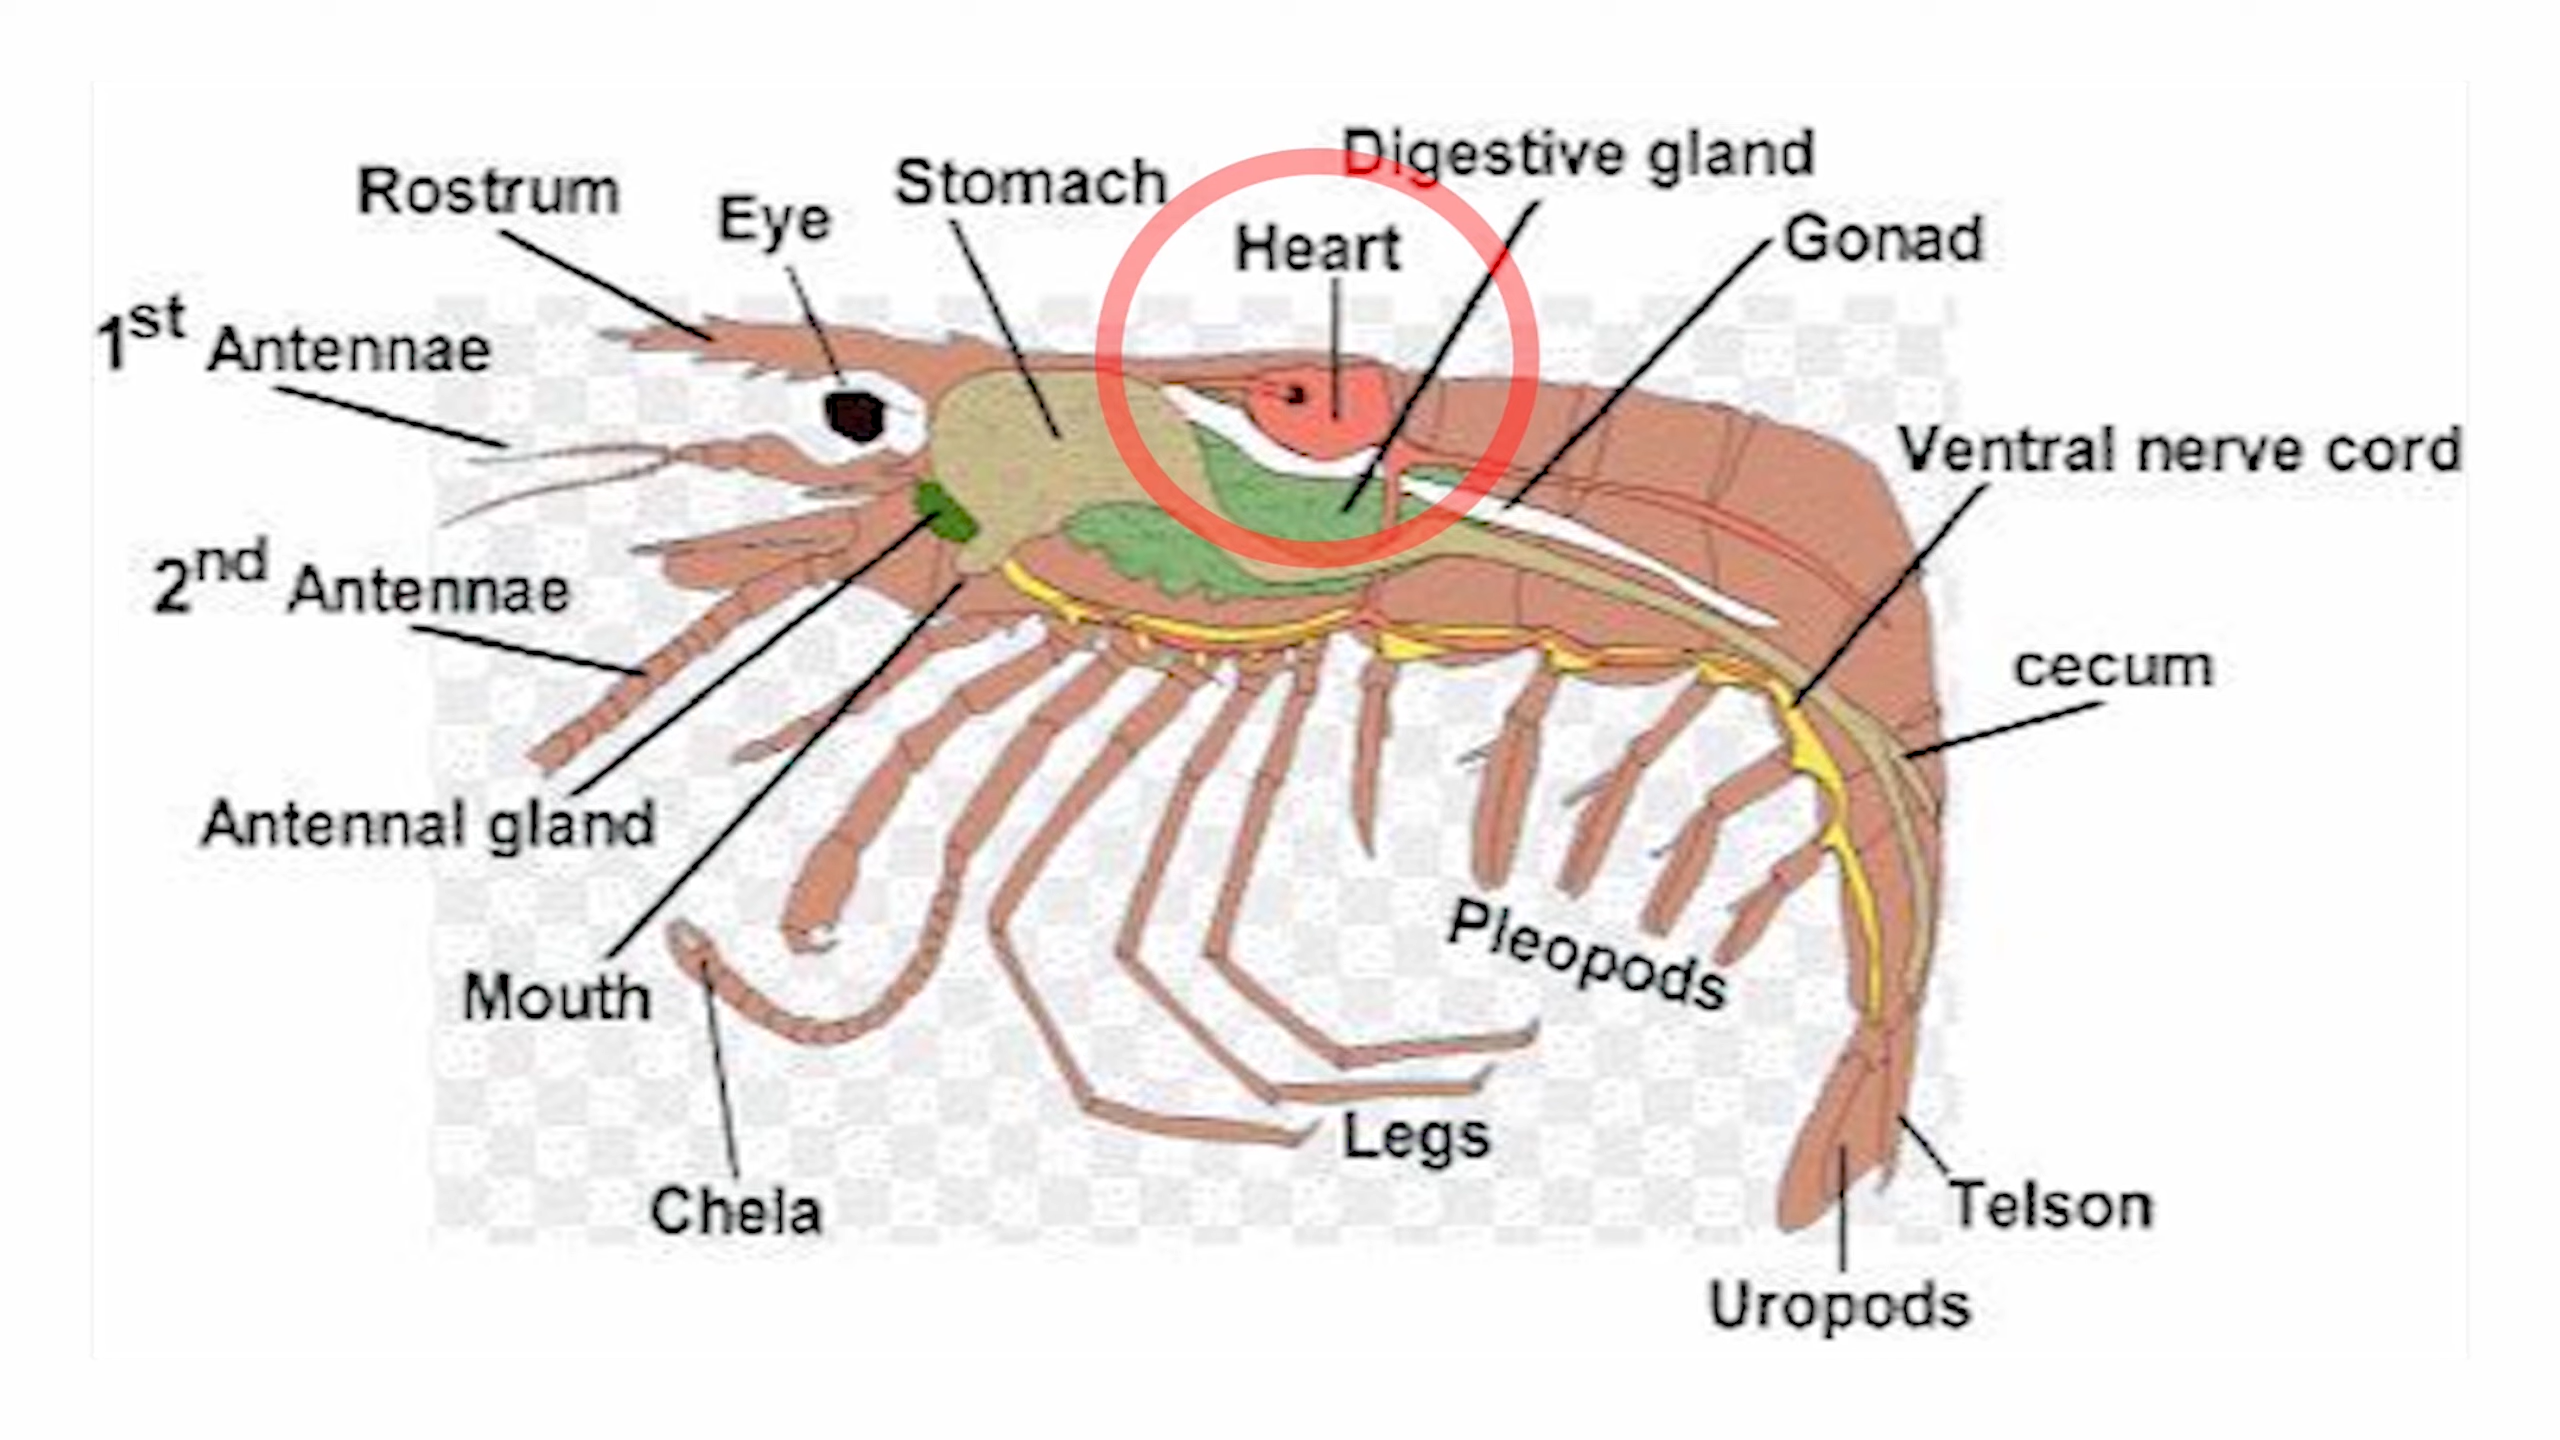 Digestive gland
Stomach
Rostrum
Eye
Heart
Gonad
1st Antennae
Ventral nerve cord
2nd Antennae
cecum
Antennal gland
Pleopods
Mouth
Legs
Chela
Telson
Uropods